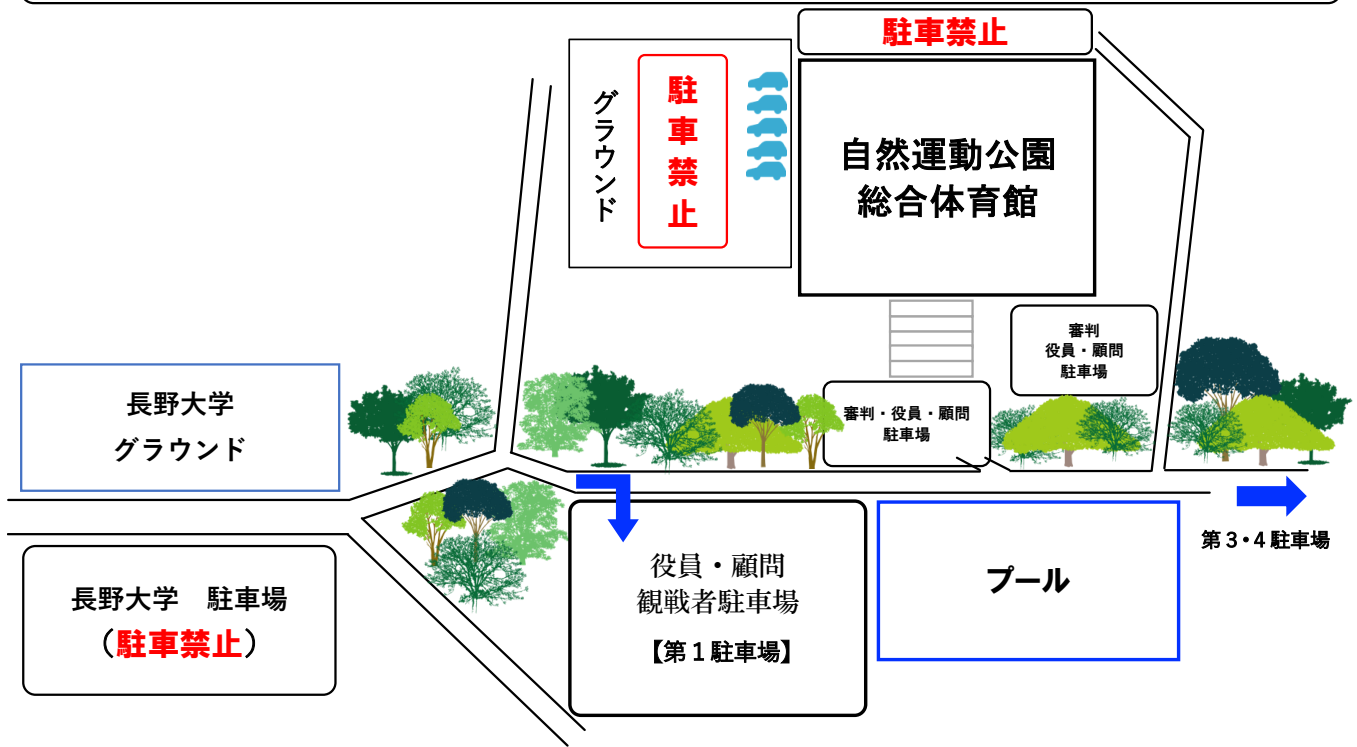 駐車禁止
グラウンド
駐車禁止
自然運動公園
総合体育館
審判
役員・顧問
駐車場
審判・役員・顧問
駐車場
長野大学
グラウンド
長野大学　駐車場
（駐車禁止）
役員・顧問
観戦者駐車場
【第１駐車場】
プール
第３・４駐車場